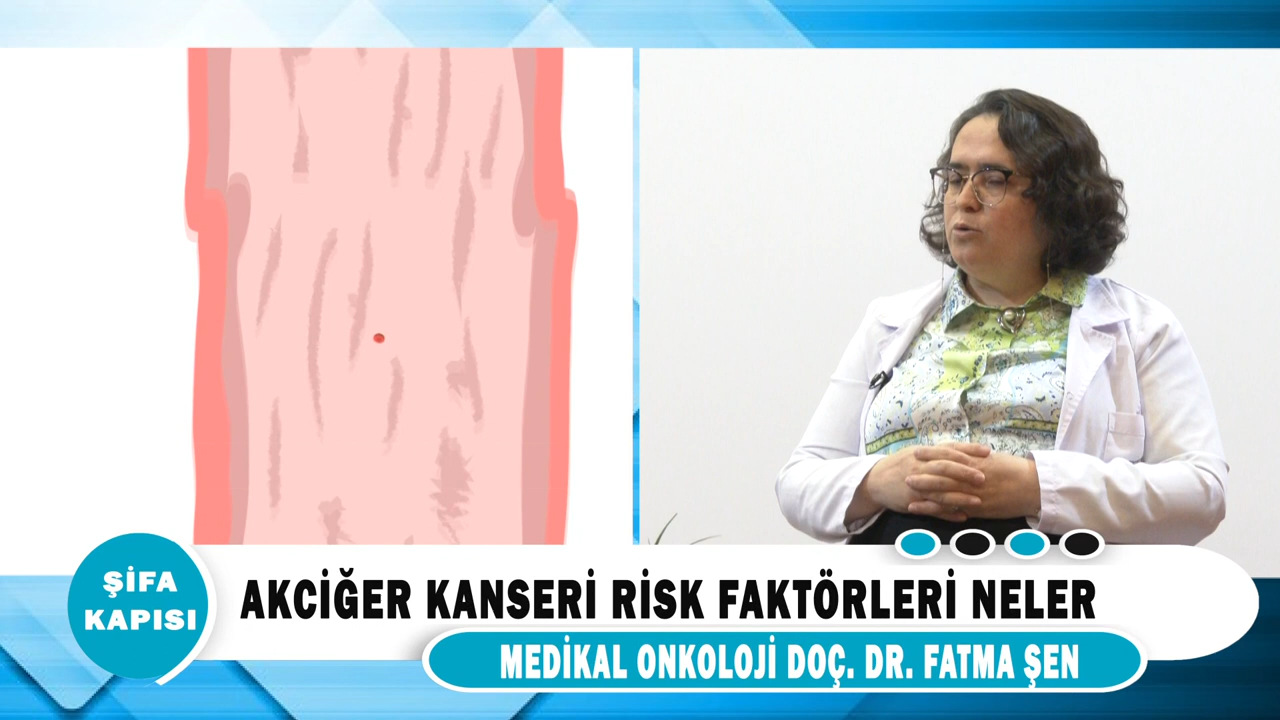 ŞİFA
KAPISI
AKCİĞER KANSERİ RİSK FAKTÖRLERİ NELER
MEDİKAL ONKOLOJİ DOÇ. DR. FATMA ŞEN